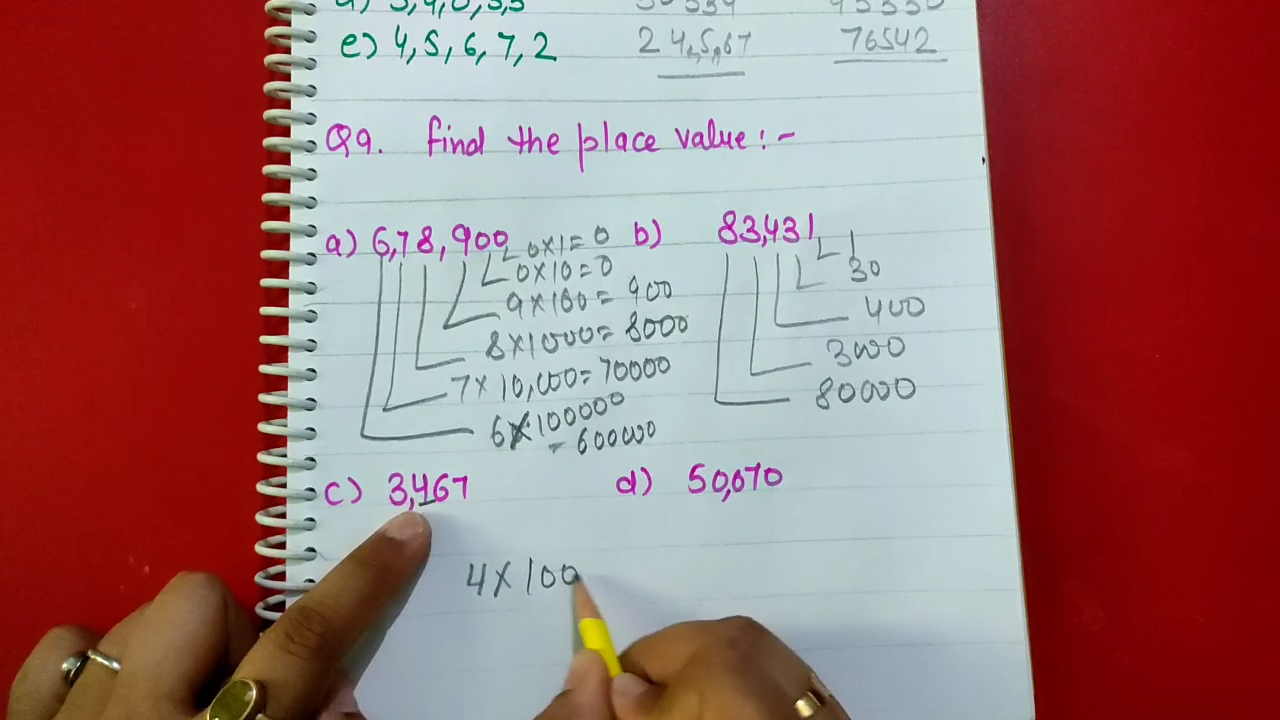 e) 4, 5, 6, 7, 2 24,5,67 76542
Q9. find the place value :-
a) 6,78,900 b) 83,431
0×1=0 1
0×10=0 30
9×100= 900 400
8×1000= 8000 3000
7× 10,000=70000 80000
6×100000
= 600000
c) 3,467 d) 50,070
4×100